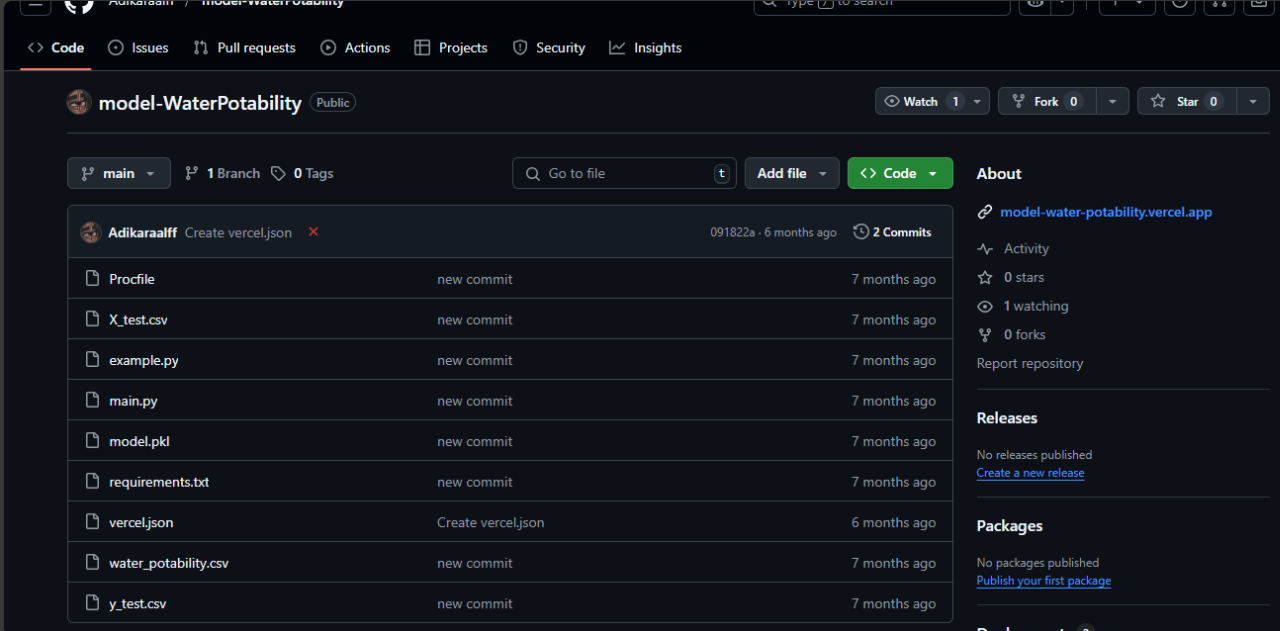 Adikaraalff / model-WaterPotability
Type / to search
Code Issues Pull requests Actions Projects Security Insights
model-WaterPotability Public
Watch 1 Fork 0 Star 0
main 1 Branch 0 Tags Go to file t Add file Code
Adikaraalff Create vercel.json 091822a · 6 months ago 2 Commits
Procfile new commit 7 months ago
X_test.csv new commit 7 months ago
example.py new commit 7 months ago
main.py new commit 7 months ago
model.pkl new commit 7 months ago
requirements.txt new commit 7 months ago
vercel.json Create vercel.json 6 months ago
water_potability.csv new commit 7 months ago
y_test.csv new commit 7 months ago
About
model-water-potability.vercel.app
Activity
0 stars
1 watching
0 forks
Report repository
Releases
No releases published
Create a new release
Packages
No packages published
Publish your first package